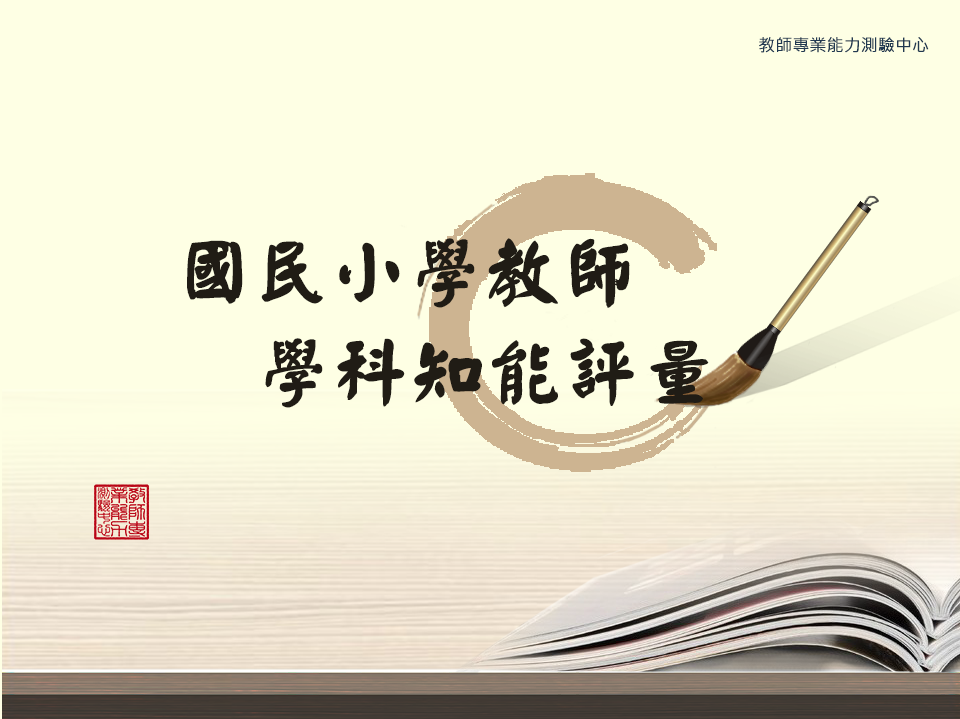 教師專業能力測驗中心
國民小學教師
學科知能評量
教師專
業能力
測驗中心